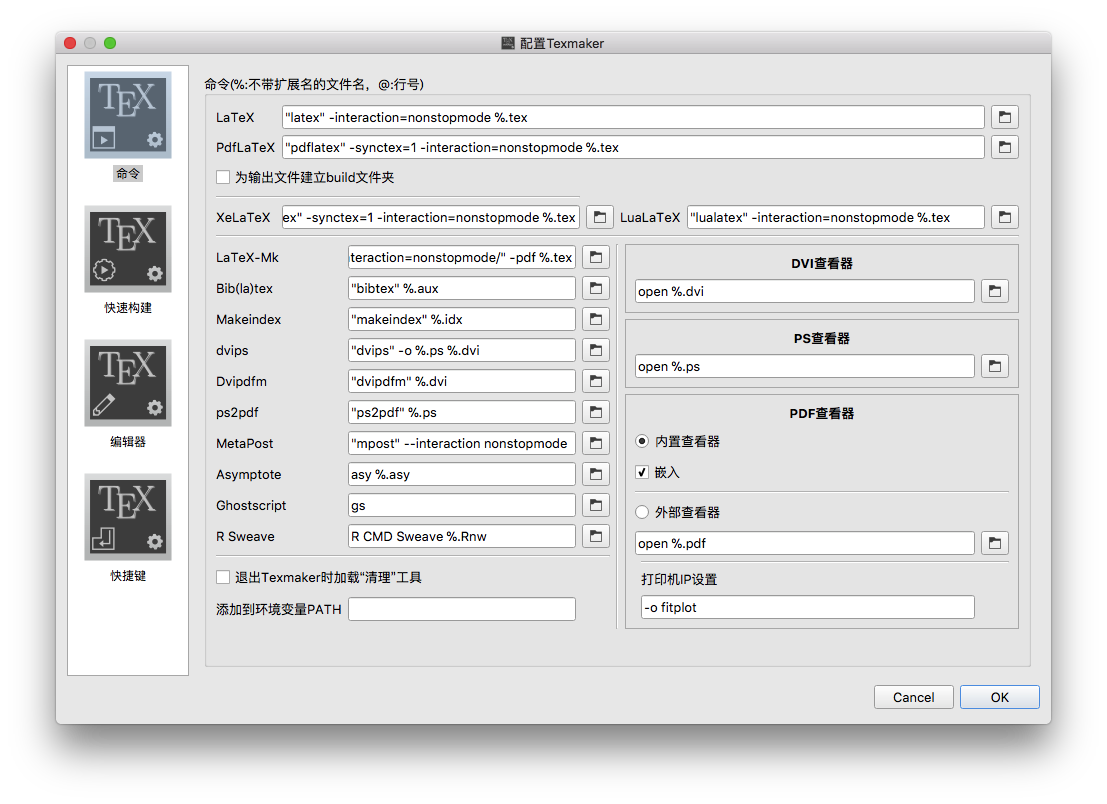 配置Texmaker
TEX
命令
TEX
快速构建
TEX
编辑器
TEX
快捷键
命令(%:不带扩展名的文件名，@:行号)
LaTeX "latex" -interaction=nonstopmode %.tex
PdfLaTeX "pdflatex" -synctex=1 -interaction=nonstopmode %.tex
为输出文件建立build文件夹
XeLaTeX ex" -synctex=1 -interaction=nonstopmode %.tex LuaLaTeX "lualatex" -interaction=nonstopmode %.tex
LaTeX-Mk teraction=nonstopmode/" -pdf %.tex
Bib(la)tex "bibtex" %.aux
Makeindex "makeindex" %.idx
dvips "dvips" -o %.ps %.dvi
Dvipdfm "dvipdfm" %.dvi
ps2pdf "ps2pdf" %.ps
MetaPost "mpost" --interaction nonstopmode
Asymptote asy %.asy
Ghostscript gs
R Sweave R CMD Sweave %.Rnw
退出Texmaker时加载“清理”工具
添加到环境变量PATH
DVI查看器
open %.dvi
PS查看器
open %.ps
PDF查看器
内置查看器
嵌入
外部查看器
open %.pdf
打印机IP设置
-o fitplot
Cancel OK